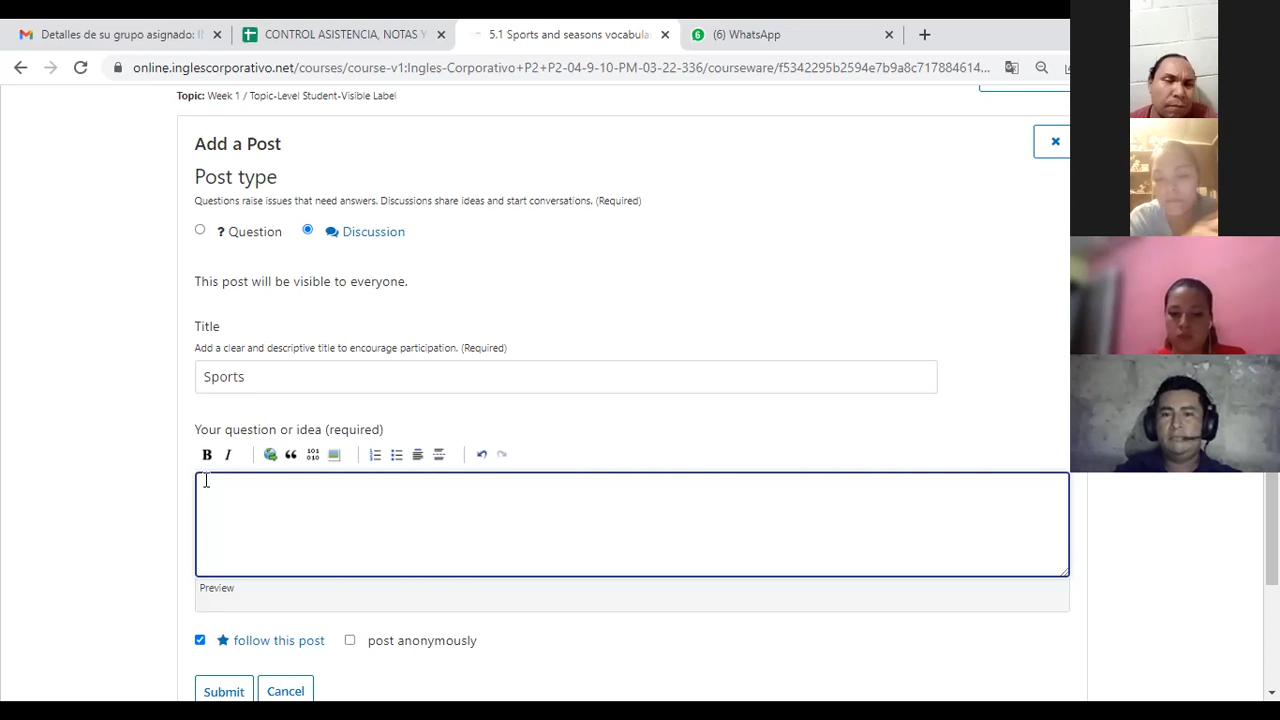 Detalles de su grupo asignado: I
CONTROL ASISTENCIA, NOTAS Y
5.1 Sports and seasons vocabula
(6) WhatsApp
online.inglescorporativo.net/courses/course-v1:Ingles-Corporativo+P2+P2-04-9-10-PM-03-22-336/courseware/f5342295b2594e7b9a8c717884614...
Topic: Week 1 / Topic-Level Student-Visible Label
Add a Post
Post type
Questions raise issues that need answers. Discussions share ideas and start conversations. (Required)
? Question
Discussion
This post will be visible to everyone.
Title
Add a clear and descriptive title to encourage participation. (Required)
Sports
Your question or idea (required)
B I
Preview
follow this post
post anonymously
Submit
Cancel